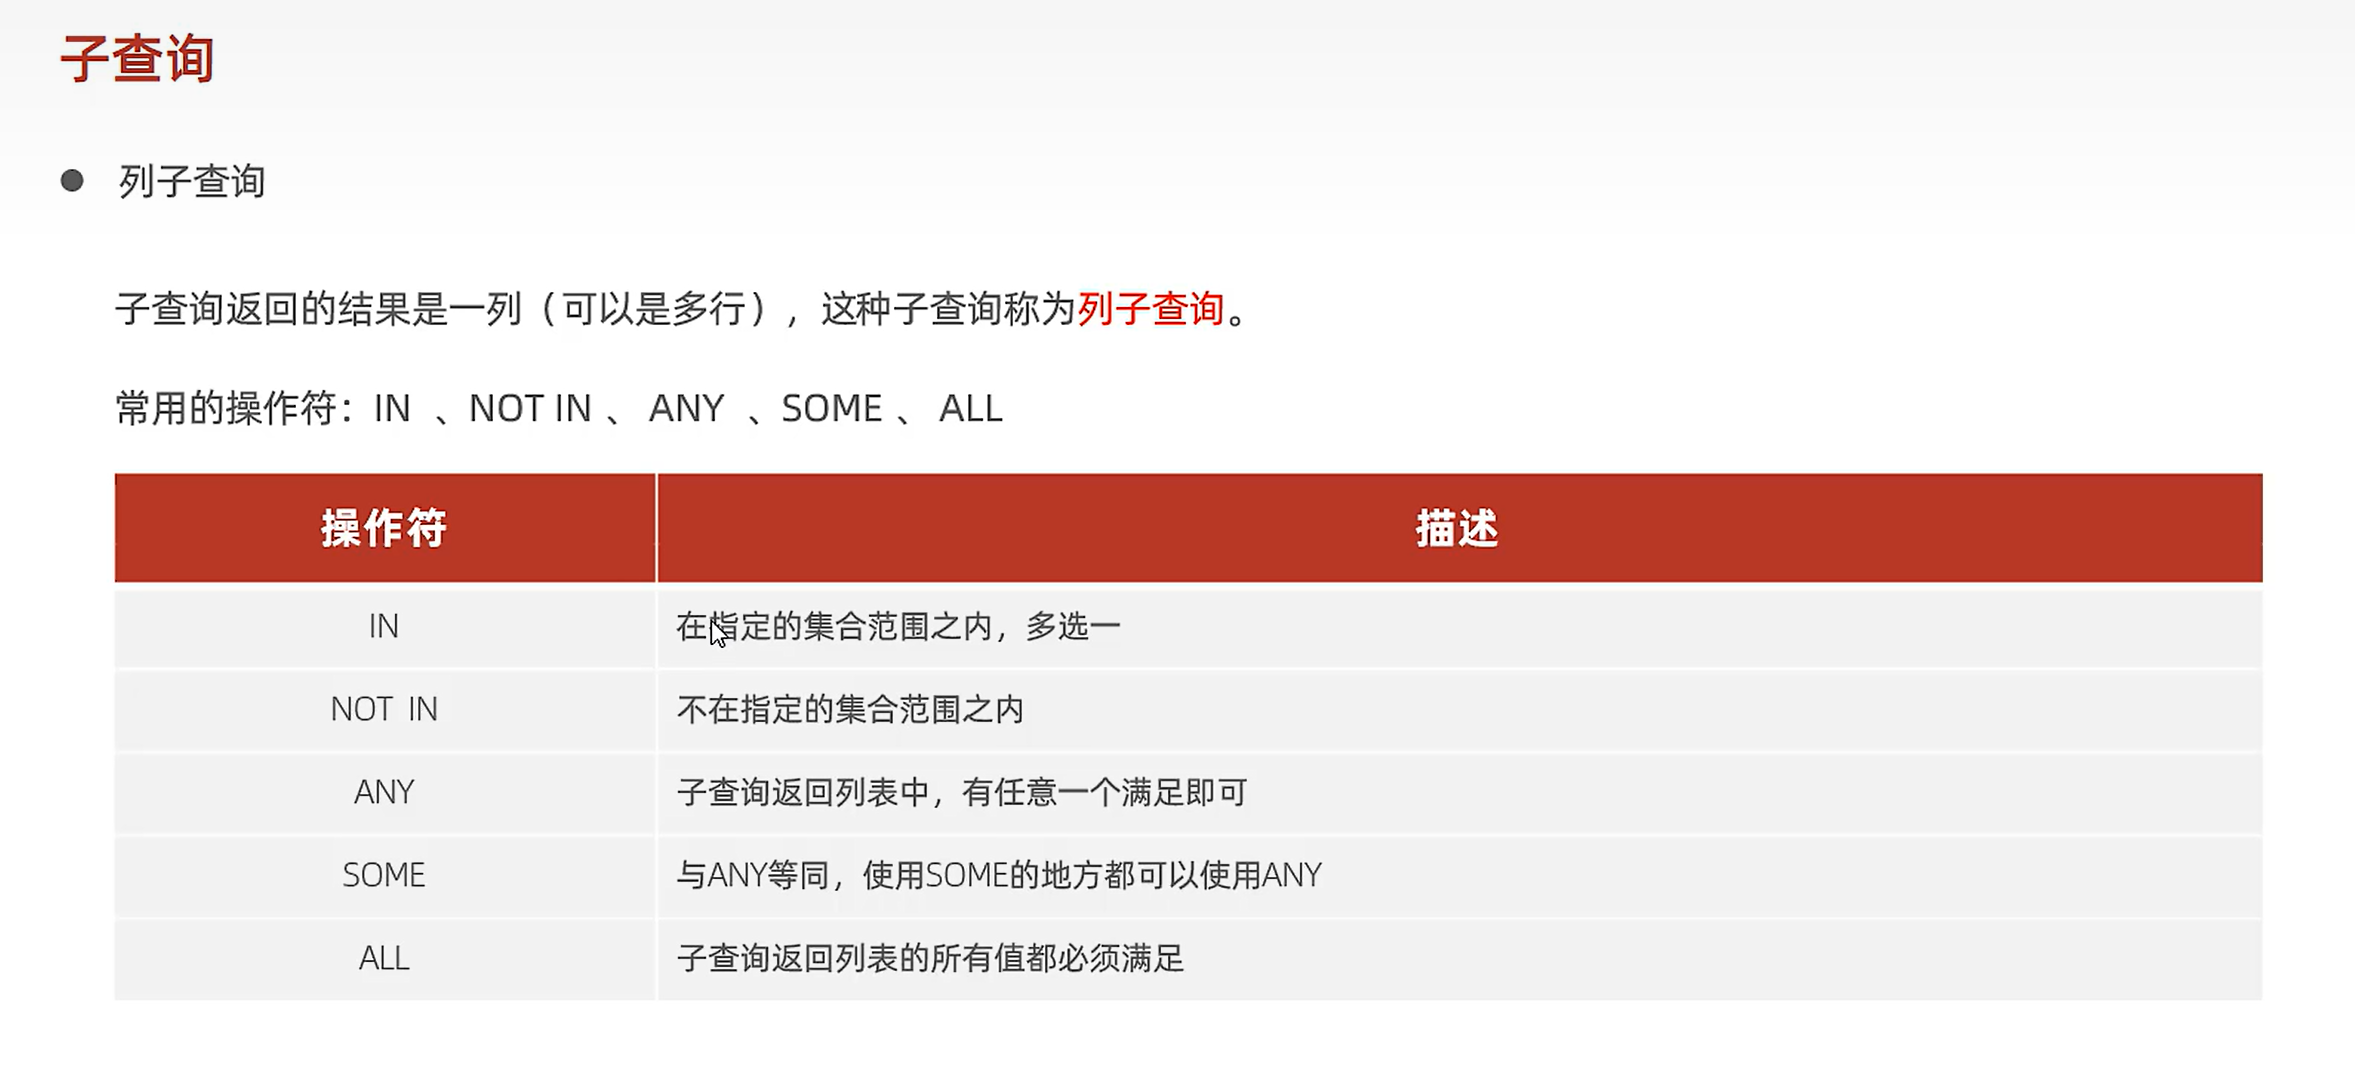 子查询
列子查询
子查询返回的结果是一列（可以是多行），这种子查询称为列子查询。
常用的操作符：IN 、NOT IN 、 ANY 、SOME 、 ALL
操作符 描述
IN 在指定的集合范围之内，多选一
NOT IN 不在指定的集合范围之内
ANY 子查询返回列表中，有任意一个满足即可
SOME 与ANY等同，使用SOME的地方都可以使用ANY
ALL 子查询返回列表的所有值都必须满足